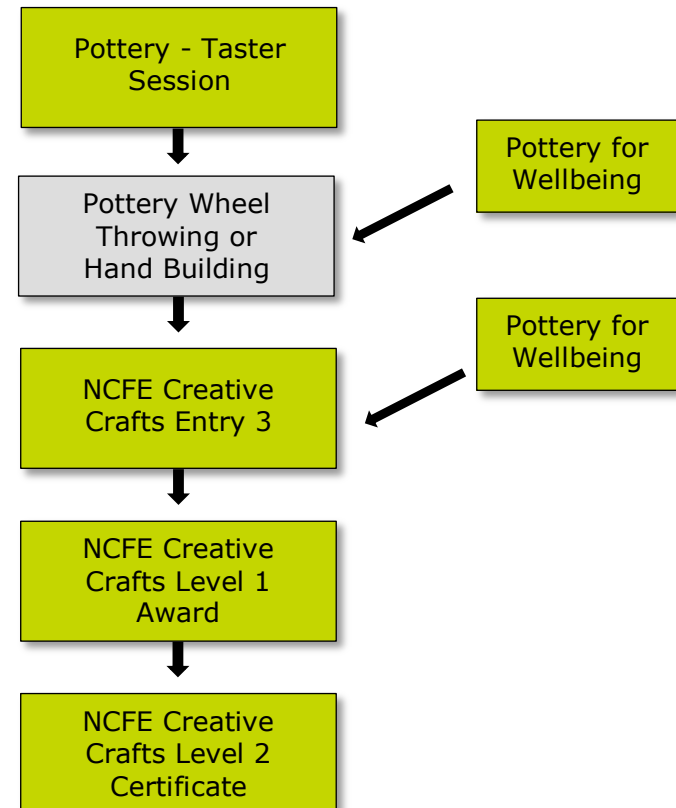 Pottery - Taster
Session
Pottery for
Wellbeing
Pottery Wheel
Throwing or
Hand Building
Pottery for
Wellbeing
NCFE Creative
Crafts Entry 3
NCFE Creative
Crafts Level 1
Award
NCFE Creative
Crafts Level 2
Certificate